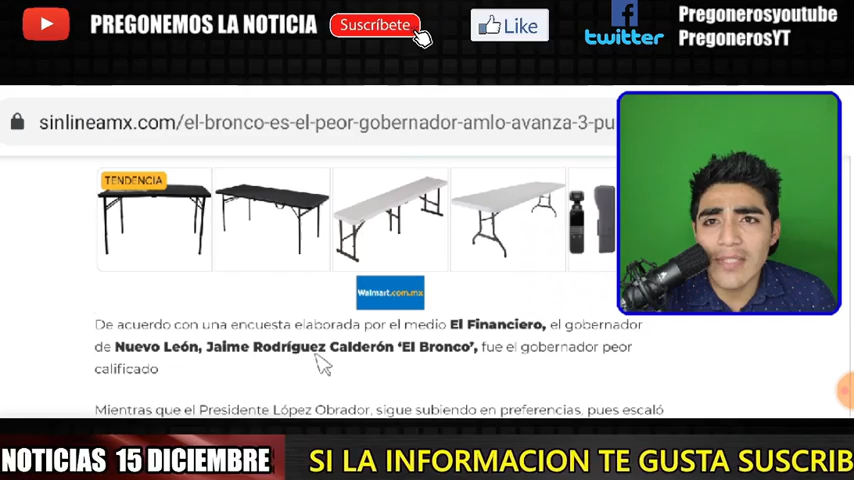 PREGONEMOS LA NOTICIA
Suscríbete
Like
twitter
Pregonerosyoutube
PregonerosYT
sinlineamx.com/el-bronco-es-el-peor-gobernador-amlo-avanza-3-pu
TENDENCIA
Walmart.com.mx
De acuerdo con una encuesta elaborada por el medio El Financiero, el gobernador
de Nuevo León, Jaime Rodríguez Calderón ‘El Bronco’, fue el gobernador peor
calificado
Mientras que el Presidente López Obrador, sigue subiendo en preferencias, pues escaló
NOTICIAS 15 DICIEMBRE
SI LA INFORMACION TE GUSTA SUSCRIB